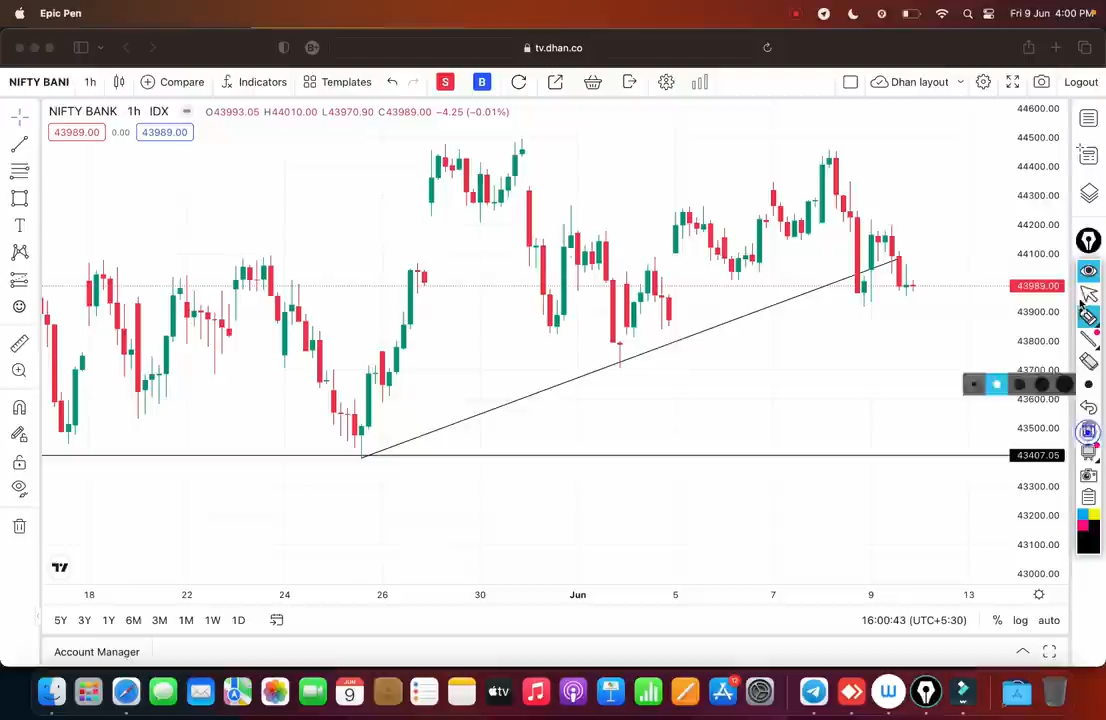 Epic Pen
Fri 9 Jun 4:00 PM
tv.dhan.co
NIFTY BANI 1h Compare Indicators Templates S B Dhan layout Logout
NIFTY BANK 1h IDX O43993.05 H44010.00 L43970.90 C43989.00 −4.25 (−0.01%)
43989.00 0.00 43989.00
44600.00
44500.00
44400.00
44300.00
44200.00
44100.00
43989.00
43900.00
43800.00
43700.00
43600.00
43500.00
43407.05
43300.00
43200.00
43100.00
43000.00
18 22 24 26 30 Jun 5 7 9 13
5Y 3Y 1Y 6M 3M 1M 1W 1D 16:00:43 (UTC+5:30) % log auto
Account Manager
JUN
9
tv
12
W